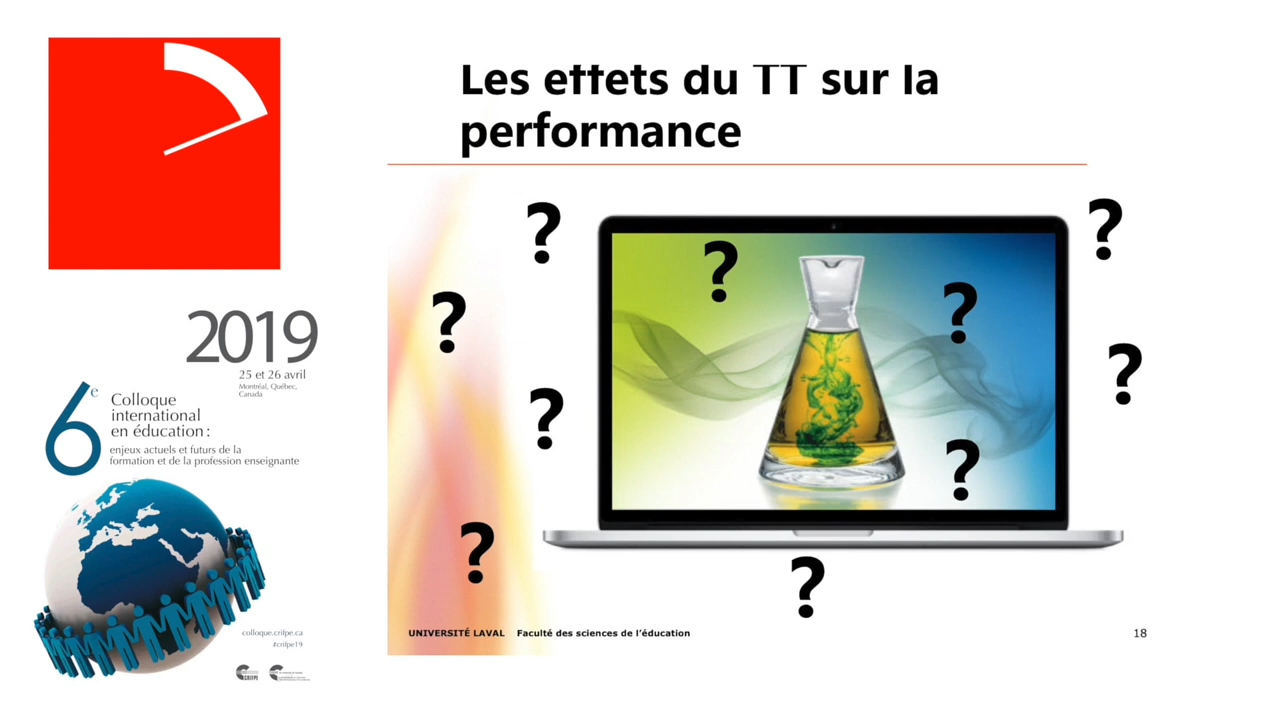 Les effets du TT sur la
performance
?
?
?
?
?
?
?
?
?
?
UNIVERSITÉ LAVAL Faculté des sciences de l'éducation
18
2019
25 et 26 avril
Montréal, Québec,
Canada
6e
Colloque
international
en éducation :
enjeux actuels et futurs de la
formation et de la profession enseignante
colloque.crifpe.ca
#crifpe19
CRIFPE